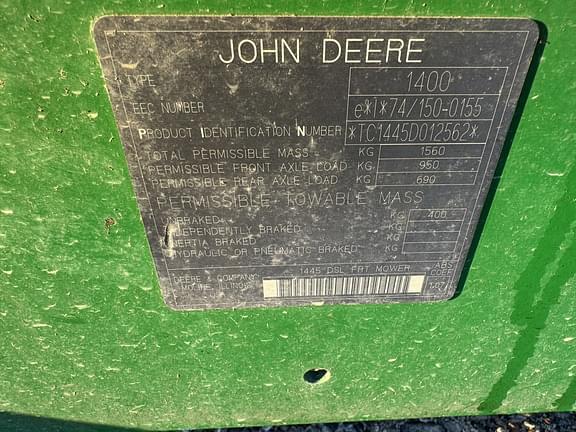 JOHN DEERE
TYPE 1400
EEC NUMBER e*1*74/150-0155
PRODUCT IDENTIFICATION NUMBER *TC1445D012562*
TOTAL PERMISSIBLE MASS KG 1560
PERMISSIBLE FRONT AXLE LOAD KG 950
PERMISSIBLE REAR AXLE LOAD KG 690
PERMISSIBLE TOWABLE MASS
UNBRAKED KG 400
INDEPENDENTLY BRAKED KG -
INERTIA BRAKED KG -
HYDRAULIC OR PNEUMATIC BRAKED KG -
DEERE & COMPANY 1445 DSL FRT MOWER
MOLINE ILLINOIS